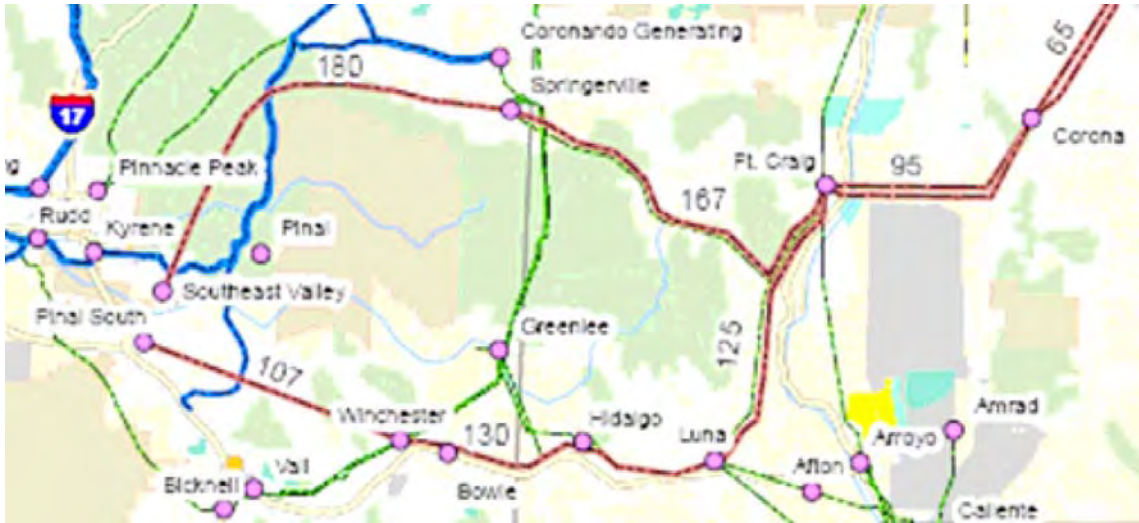 Coronando Generating
65
180
Springerville
17
Corona
Pinnacle Peak
Ft. Craig
95
167
Rudd
Kyrene
Pinal
Southeast Valley
Pinal South
Greenlee
125
107
Winchester
130
Hidalgo
Luna
Amrad
Arroyo
Afton
Vail
Bicknell
Bowie
Caliente